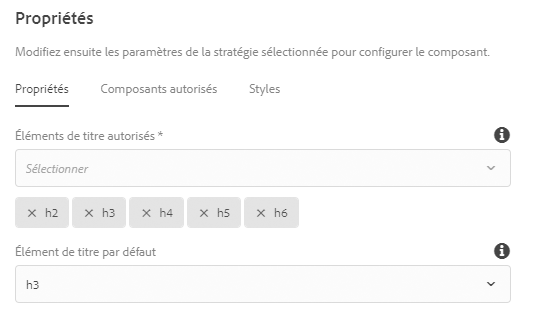 Propriétés
Modifiez ensuite les paramètres de la stratégie sélectionnée pour configurer le composant.
Propriétés Composants autorisés Styles
Éléments de titre autorisés *
Sélectionner
× h2 × h3 × h4 × h5 × h6
Élément de titre par défaut
h3